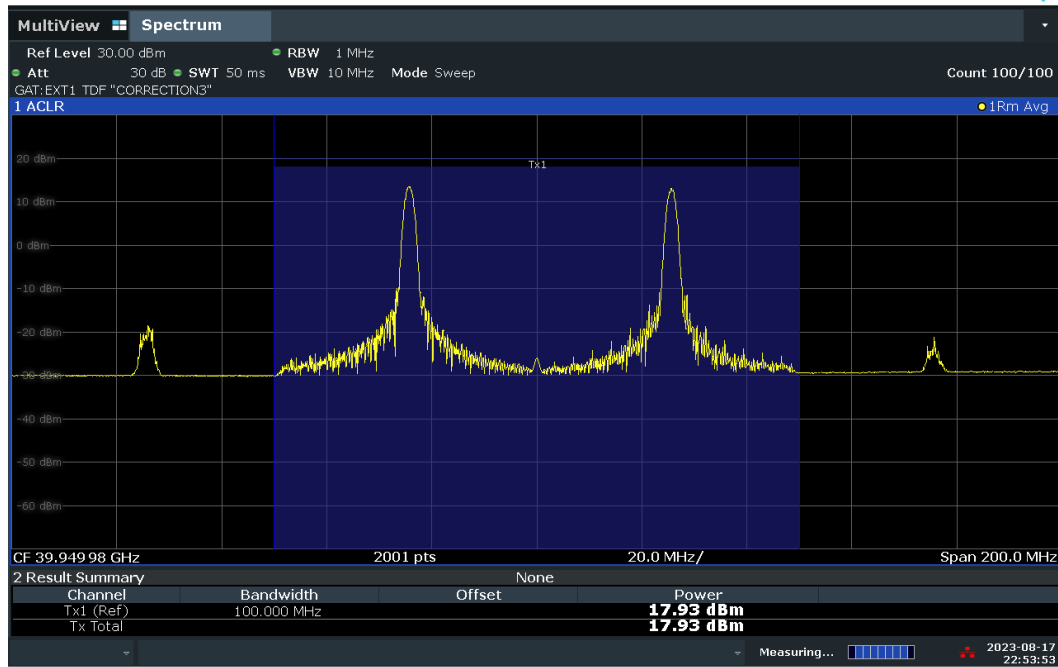 MultiView Spectrum
Ref Level 30.00 dBm RBW 1 MHz
Att 30 dB SWT 50 ms VBW 10 MHz Mode Sweep Count 100/100
GAT:EXT1 TDF "CORRECTION3"
1 ACLR 1Rm Avg
Tx1
20 dBm
10 dBm
0 dBm
-10 dBm
-20 dBm
-30 dBm
-40 dBm
-50 dBm
-60 dBm
CF 39.94998 GHz 2001 pts 20.0 MHz/ Span 200.0 MHz
2 Result Summary None
Channel Bandwidth Offset Power
Tx1 (Ref) 100.000 MHz 17.93 dBm
Tx Total 17.93 dBm
Measuring... 2023-08-17
22:53:53